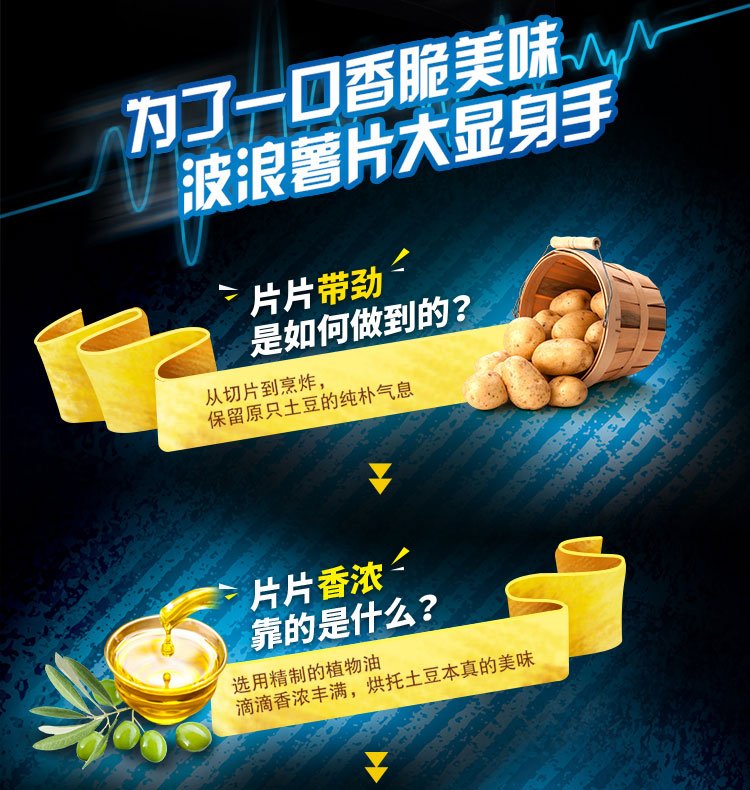 为了一口香脆美味
波浪薯片大显身手
片片带劲
是如何做到的？
从切片到烹炸，
保留原只土豆的纯朴气息
片片香浓
靠的是什么？
选用精制的植物油
滴滴香浓丰满，烘托土豆本真的美味